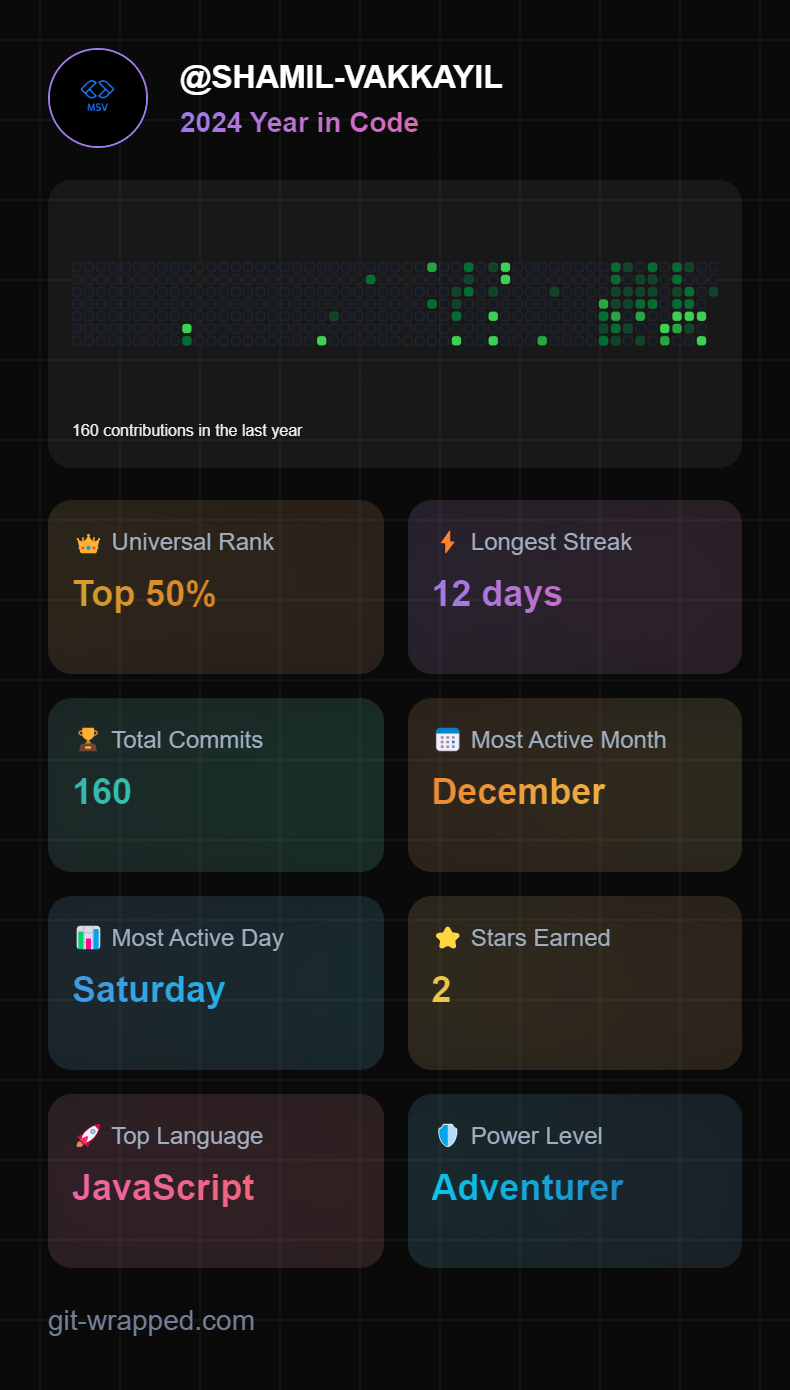 MSV
@SHAMIL-VAKKAYIL
2024 Year in Code
160 contributions in the last year
Universal Rank
Top 50%
Longest Streak
12 days
Total Commits
160
Most Active Month
December
Most Active Day
Saturday
Stars Earned
2
Top Language
JavaScript
Power Level
Adventurer
git-wrapped.com